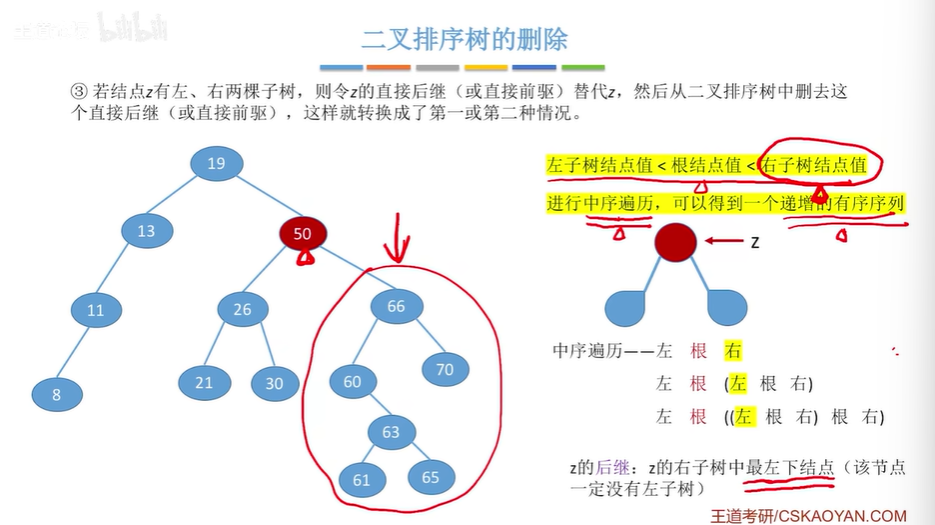 二叉排序树的删除
③ 若结点z有左、右两棵子树，则令z的直接后继（或直接前驱）替代z，然后从二叉排序树中删去这
个直接后继（或直接前驱），这样就转换成了第一或第二种情况。
左子树结点值 < 根结点值 < 右子树结点值
进行中序遍历，可以得到一个递增的有序序列
19
13
50
z
11
26
66
8
21
30
60
70
63
61
65
中序遍历——左 根 右
左 根 (左 根 右)
左 根 ((左 根 右) 根 右)
z的后继：z的右子树中最左下结点（该节点
一定没有左子树）
王道考研/CSKAOYAN.COM